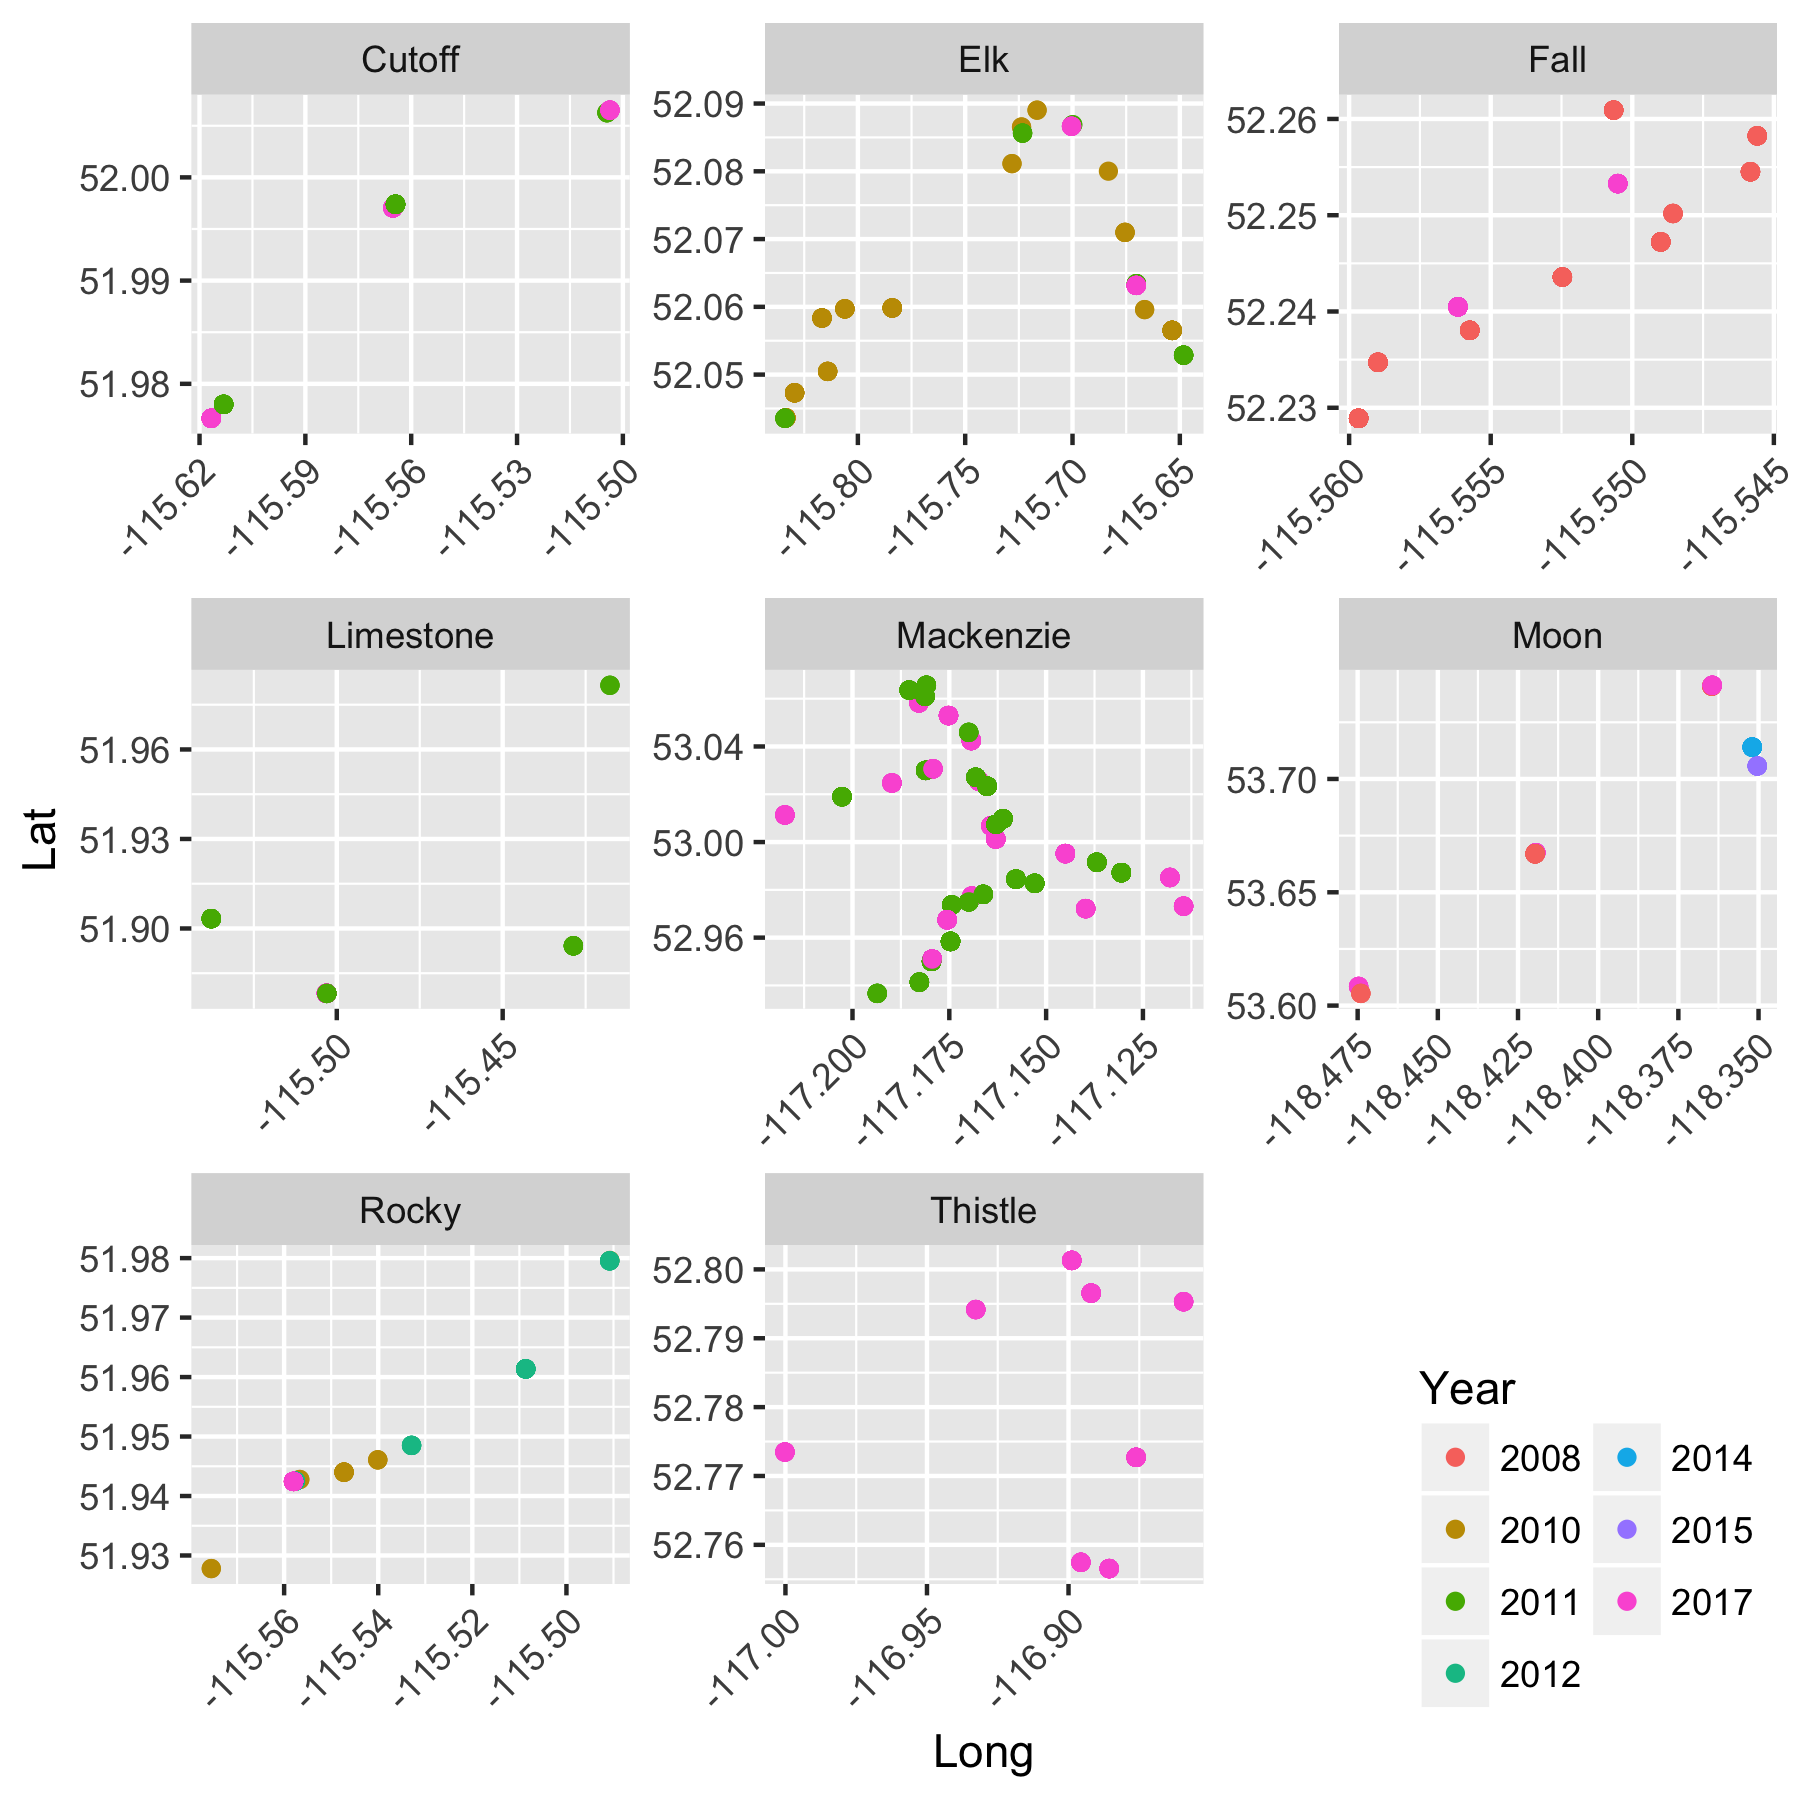 Cutoff Elk Fall
52.00
51.99
51.98
52.09
52.08
52.07
52.06
52.05
52.26
52.25
52.24
52.23
-115.62 -115.59 -115.56 -115.53 -115.50
-115.80 -115.75 -115.70 -115.65
-115.560 -115.555 -115.550 -115.545
Limestone Mackenzie Moon
51.96
51.93
51.90
53.04
53.00
52.96
53.70
53.65
53.60
-115.50 -115.45
-117.200 -117.175 -117.150 -117.125
-118.475 -118.450 -118.425 -118.400 -118.375 -118.350
Lat
Rocky Thistle
51.98
51.97
51.96
51.95
51.94
51.93
52.80
52.79
52.78
52.77
52.76
-115.56 -115.54 -115.52 -115.50
-117.00 -116.95 -116.90
Long
Year
2008 2014
2010 2015
2011 2017
2012